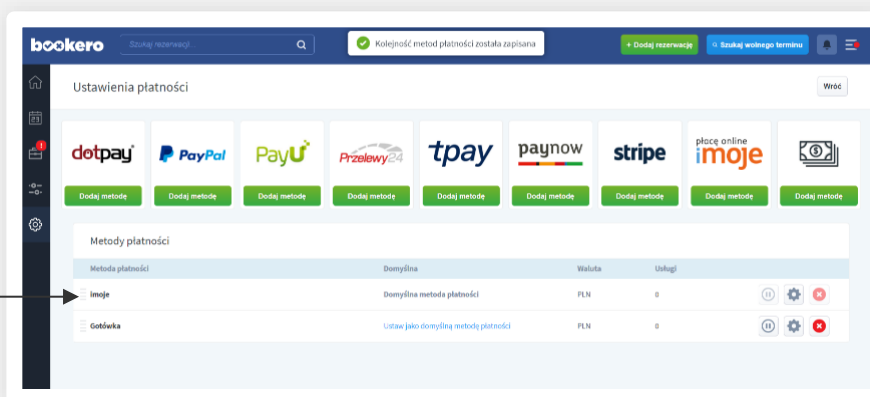 bookero
Szukaj rezerwacji...
Kolejność metod płatności została zapisana
+ Dodaj rezerwację
Szukaj wolnego terminu
Ustawienia płatności
Wróć
dotpay
PayPal
PayU
Przelewy24
tpay
paynow
stripe
płacę online
imoje
Dodaj metodę
Dodaj metodę
Dodaj metodę
Dodaj metodę
Dodaj metodę
Dodaj metodę
Dodaj metodę
Dodaj metodę
Dodaj metodę
Metody płatności
Metoda płatności Domyślna Waluta Usługi
imoje Domyślna metoda płatności PLN 0
Gotówka Ustaw jako domyślną metodę płatności PLN 0